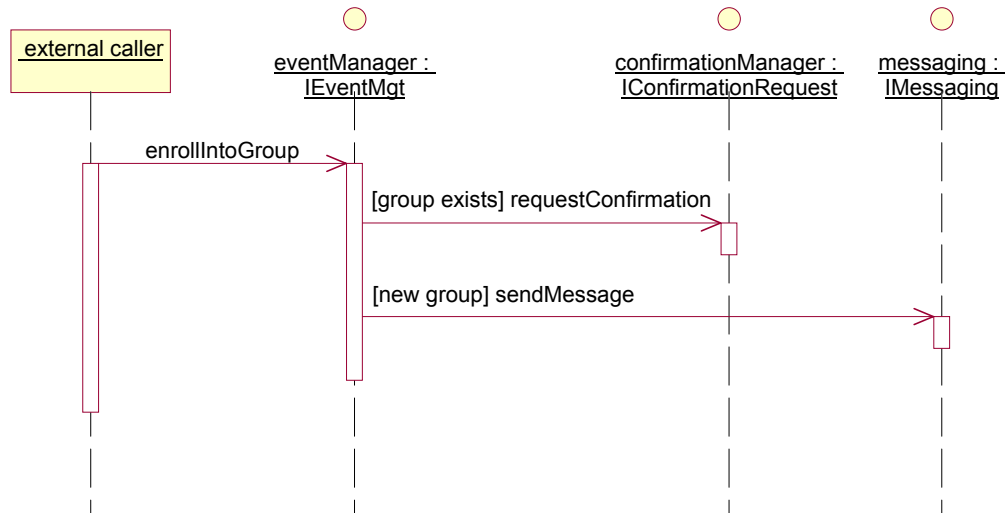 external caller
eventManager :
IEventMgt
confirmationManager :
IConfirmationRequest
messaging :
IMessaging
enrollIntoGroup
[group exists] requestConfirmation
[new group] sendMessage